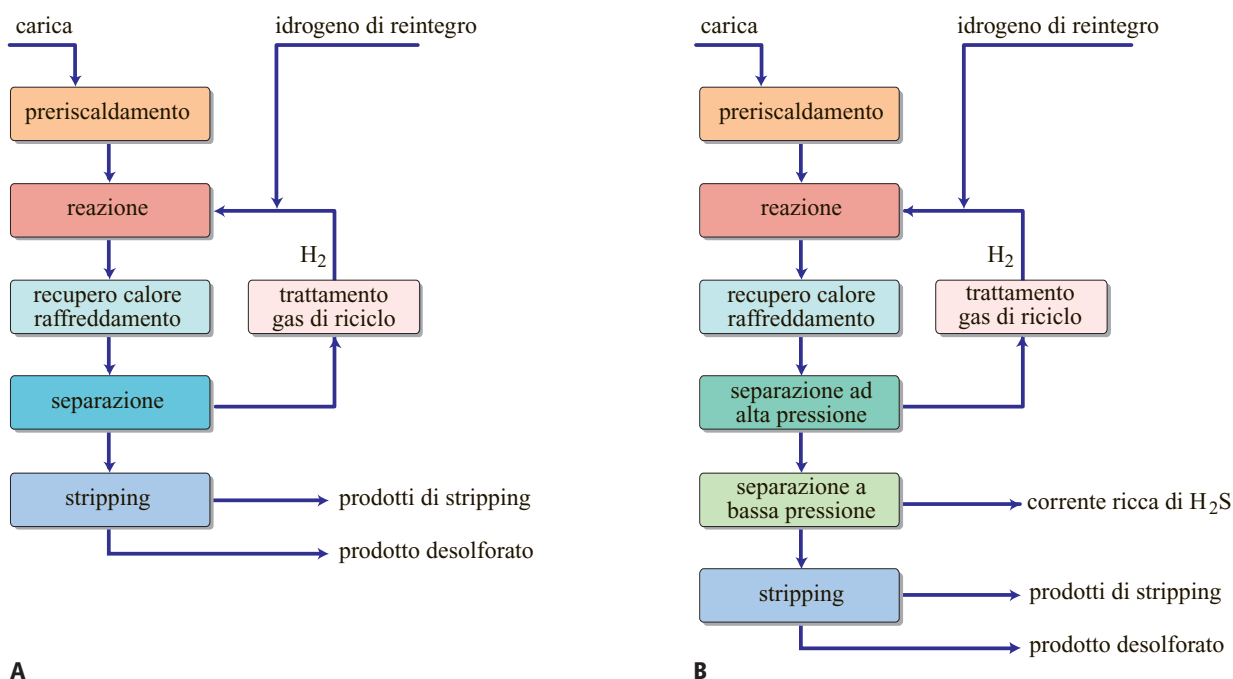 carica
idrogeno di reintegro
preriscaldamento
reazione
H2
recupero calore
raffreddamento
trattamento
gas di riciclo
separazione
stripping
prodotti di stripping
prodotto desolforato
A
carica
idrogeno di reintegro
preriscaldamento
reazione
H2
recupero calore
raffreddamento
trattamento
gas di riciclo
separazione ad
alta pressione
separazione a
bassa pressione
corrente ricca di H2S
stripping
prodotti di stripping
prodotto desolforato
B